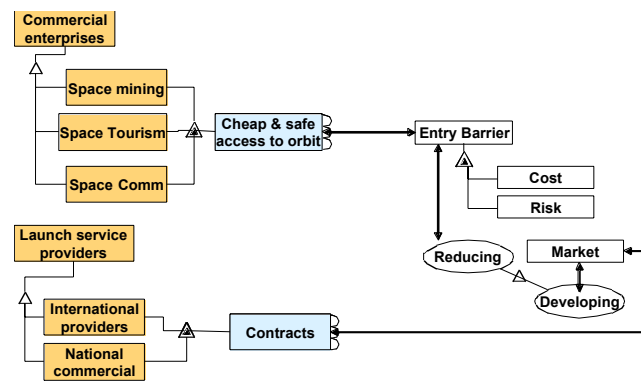 Commercial
enterprises
Space mining
Space Tourism
Space Comm
Cheap & safe
access to orbit
Entry Barrier
Cost
Risk
Launch service
providers
Reducing
Market
Developing
International
providers
National
commercial
Contracts